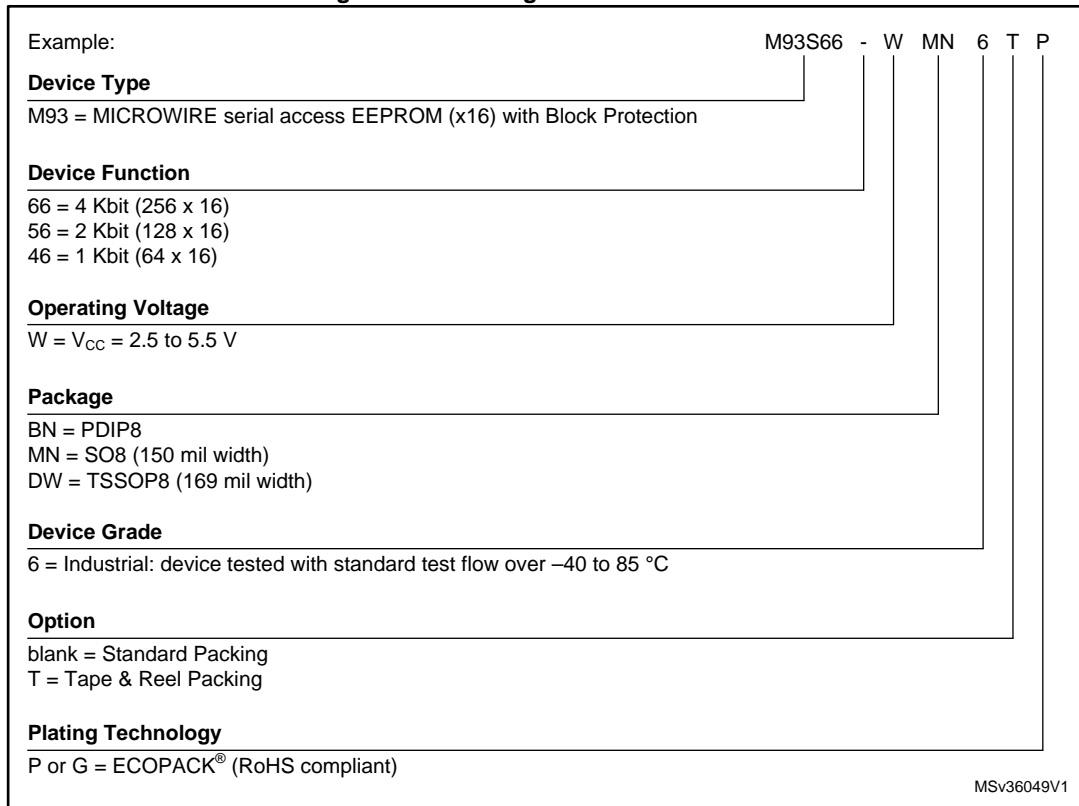 Example: M93S66 - W MN 6 T P
Device Type
M93 = MICROWIRE serial access EEPROM (x16) with Block Protection
Device Function
66 = 4 Kbit (256 x 16)
56 = 2 Kbit (128 x 16)
46 = 1 Kbit (64 x 16)
Operating Voltage
W = VCC = 2.5 to 5.5 V
Package
BN = PDIP8
MN = SO8 (150 mil width)
DW = TSSOP8 (169 mil width)
Device Grade
6 = Industrial: device tested with standard test flow over –40 to 85 °C
Option
blank = Standard Packing
T = Tape & Reel Packing
Plating Technology
P or G = ECOPACK® (RoHS compliant)
MSv36049V1